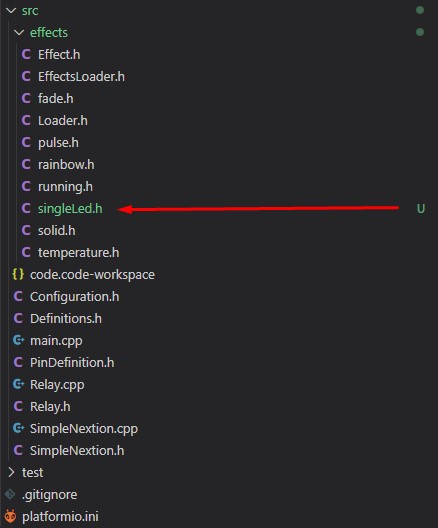 src
effects
C Effect.h
C EffectsLoader.h
C fade.h
C Loader.h
C pulse.h
C rainbow.h
C running.h
C singleLed.h U
C solid.h
C temperature.h
{} code.code-workspace
C Configuration.h
C Definitions.h
C+ main.cpp
C PinDefinition.h
C+ Relay.cpp
C Relay.h
C+ SimpleNextion.cpp
C SimpleNextion.h
test
.gitignore
platformio.ini